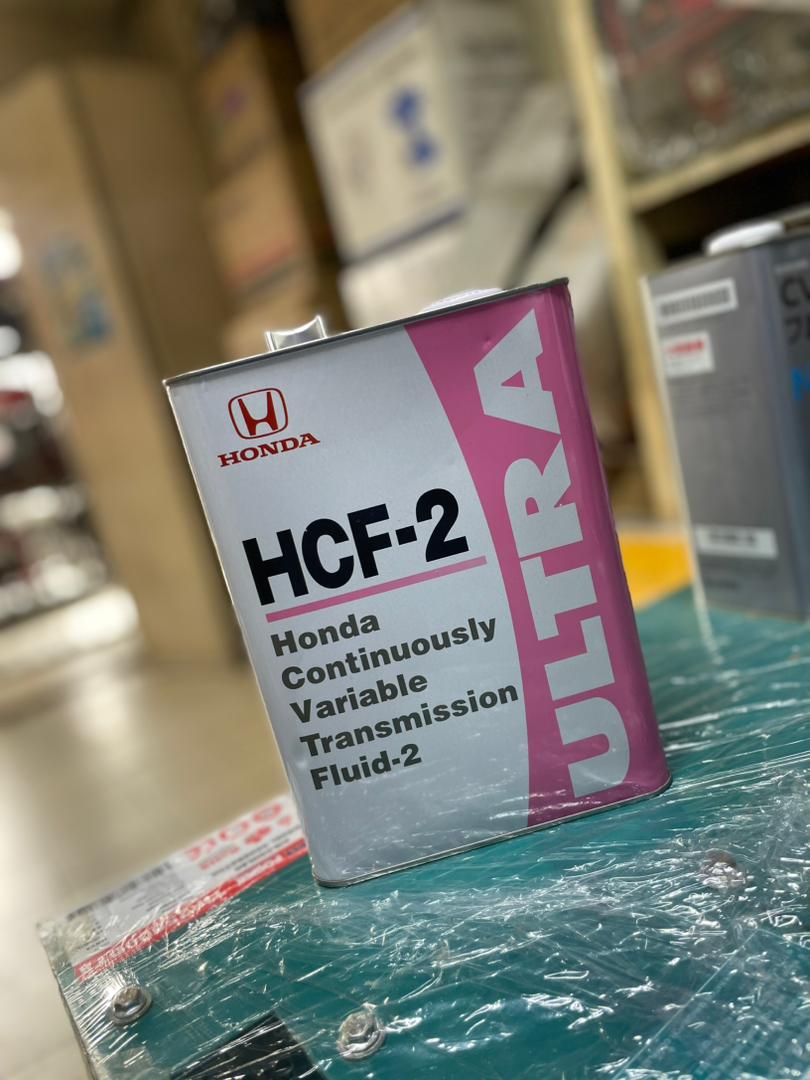 HONDA
HCF-2
Honda
Continuously
Variable
Transmission
Fluid-2
ULTRA